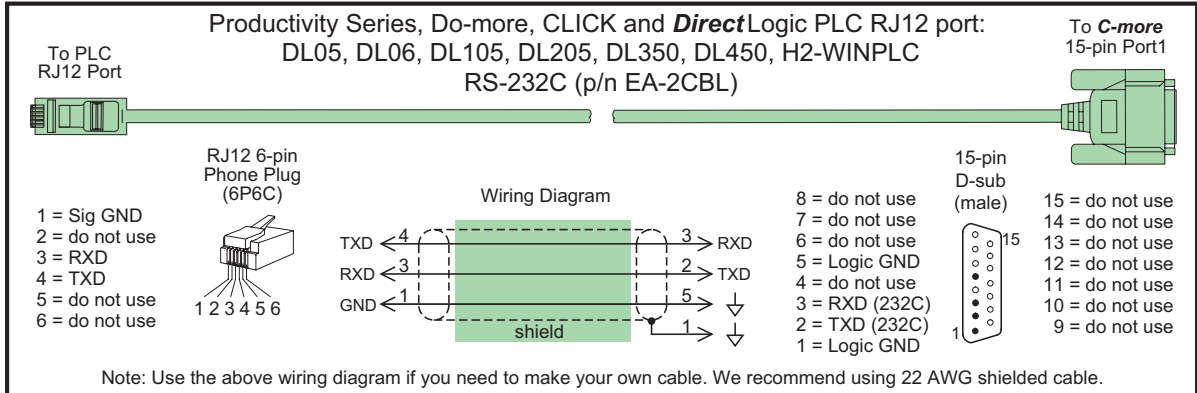 Productivity Series, Do-more, CLICK and DirectLogic PLC RJ12 port:
DL05, DL06, DL105, DL205, DL350, DL450, H2-WINPLC
RS-232C (p/n EA-2CBL)
To PLC
RJ12 Port
To C-more
15-pin Port1
RJ12 6-pin
Phone Plug
(6P6C)
1 = Sig GND
2 = do not use
3 = RXD
4 = TXD
5 = do not use
6 = do not use
1 2 3 4 5 6
Wiring Diagram
TXD 4 3 RXD
RXD 3 2 TXD
GND 1 5
1
shield
8 = do not use
7 = do not use
6 = do not use
5 = Logic GND
4 = do not use
3 = RXD (232C)
2 = TXD (232C)
1 = Logic GND
15-pin
D-sub
(male)
15
1
15 = do not use
14 = do not use
13 = do not use
12 = do not use
11 = do not use
10 = do not use
9 = do not use
Note: Use the above wiring diagram if you need to make your own cable. We recommend using 22 AWG shielded cable.